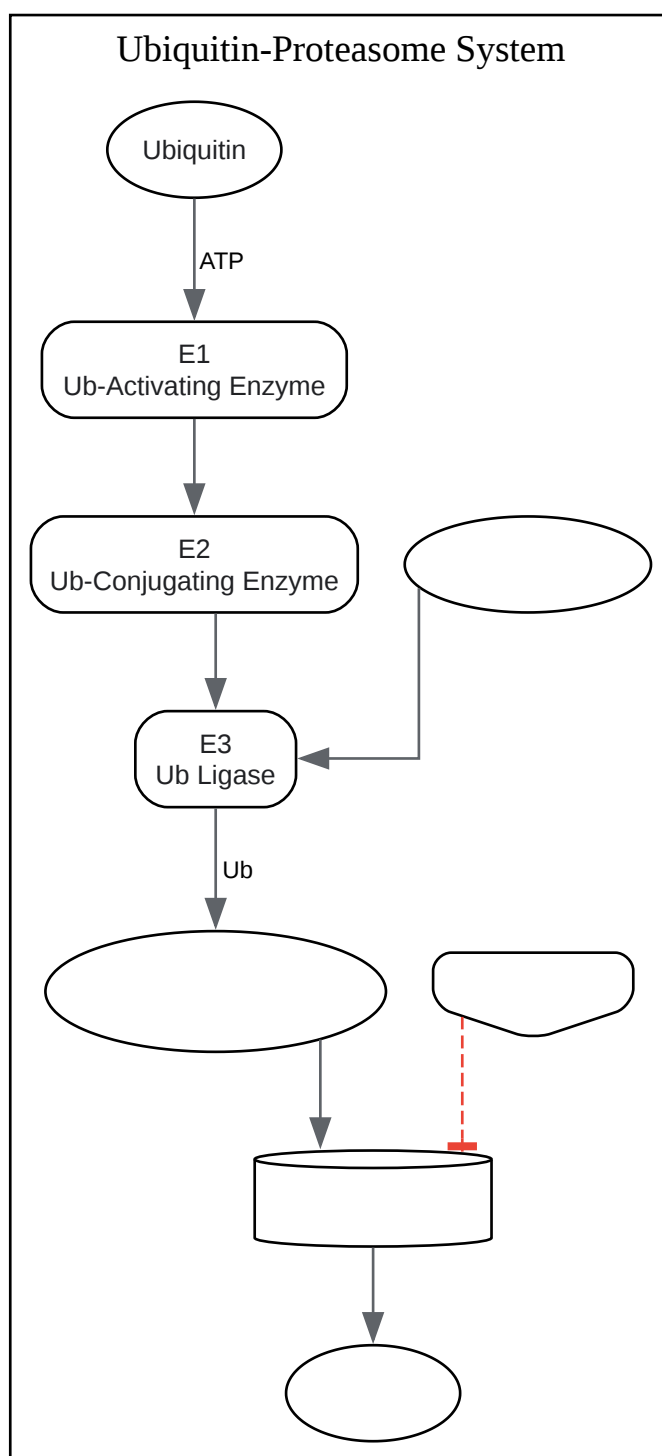 Ubiquitin-Proteasome System
Ubiquitin
ATP
E1
Ub-Activating Enzyme
E2
Ub-Conjugating Enzyme
E3
Ub Ligase
Ub